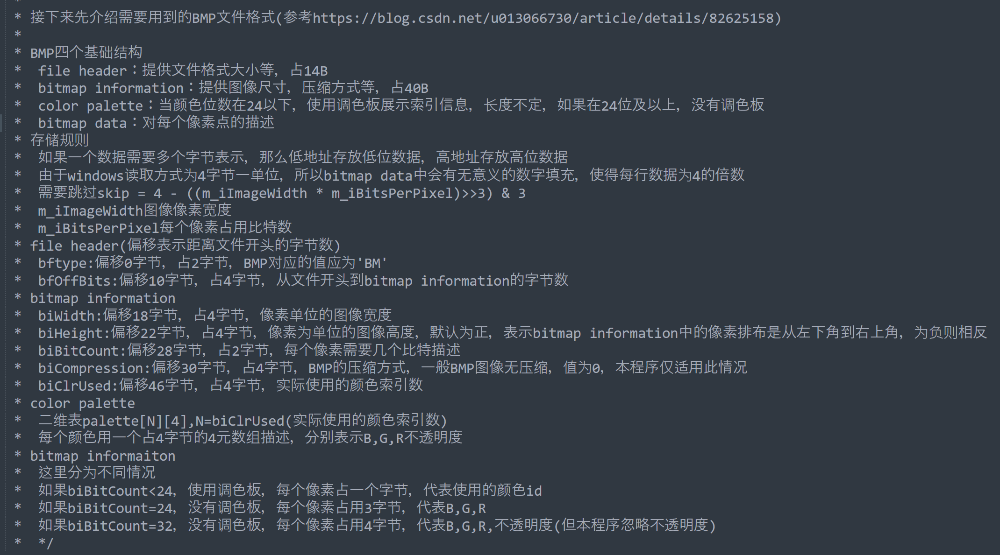 *
* 接下来先介绍需要用到的BMP文件格式(参考https://blog.csdn.net/u013066730/article/details/82625158)
*
* BMP四个基础结构
*  file header：提供文件格式大小等, 占14B
*  bitmap information：提供图像尺寸, 压缩方式等, 占40B
*  color palette：当颜色位数在24以下, 使用调色板展示索引信息, 长度不定, 如果在24位及以上, 没有调色板
*  bitmap data：对每个像素点的描述
* 存储规则
*  如果一个数据需要多个字节表示, 那么低地址存放低位数据, 高地址存放高位数据
*  由于windows读取方式为4字节一单位, 所以bitmap data中会有无意义的数字填充, 使得每行数据为4的倍数
*  需要跳过skip = 4 - ((m_iImageWidth * m_iBitsPerPixel)>>3) & 3
*  m_iImageWidth图像像素宽度
*  m_iBitsPerPixel每个像素占用比特数
* file header(偏移表示距离文件开头的字节数)
*  bftype:偏移0字节, 占2字节, BMP对应的值应为'BM'
*  bfOffBits:偏移10字节, 占4字节, 从文件开头到bitmap information的字节数
* bitmap information
*  biWidth:偏移18字节, 占4字节, 像素单位的图像宽度
*  biHeight:偏移22字节, 占4字节, 像素为单位的图像高度, 默认为正, 表示bitmap information中的像素排布是从左下角到右上角, 为负则相反
*  biBitCount:偏移28字节, 占2字节, 每个像素需要几个比特描述
*  biCompression:偏移30字节, 占4字节, BMP的压缩方式, 一般BMP图像无压缩, 值为0, 本程序仅适用此情况
*  biClrUsed:偏移46字节, 占4字节, 实际使用的颜色索引数
* color palette
*  二维表palette[N][4],N=biClrUsed(实际使用的颜色索引数)
*  每个颜色用一个占4字节的4元数组描述, 分别表示B,G,R不透明度
* bitmap informaiton
*  这里分为不同情况
*  如果biBitCount<24, 使用调色板, 每个像素占一个字节, 代表使用的颜色id
*  如果biBitCount=24, 没有调色板, 每个像素占用3字节, 代表B,G,R
*  如果biBitCount=32, 没有调色板, 每个像素占用4字节, 代表B,G,R,不透明度(但本程序忽略不透明度)
*  */